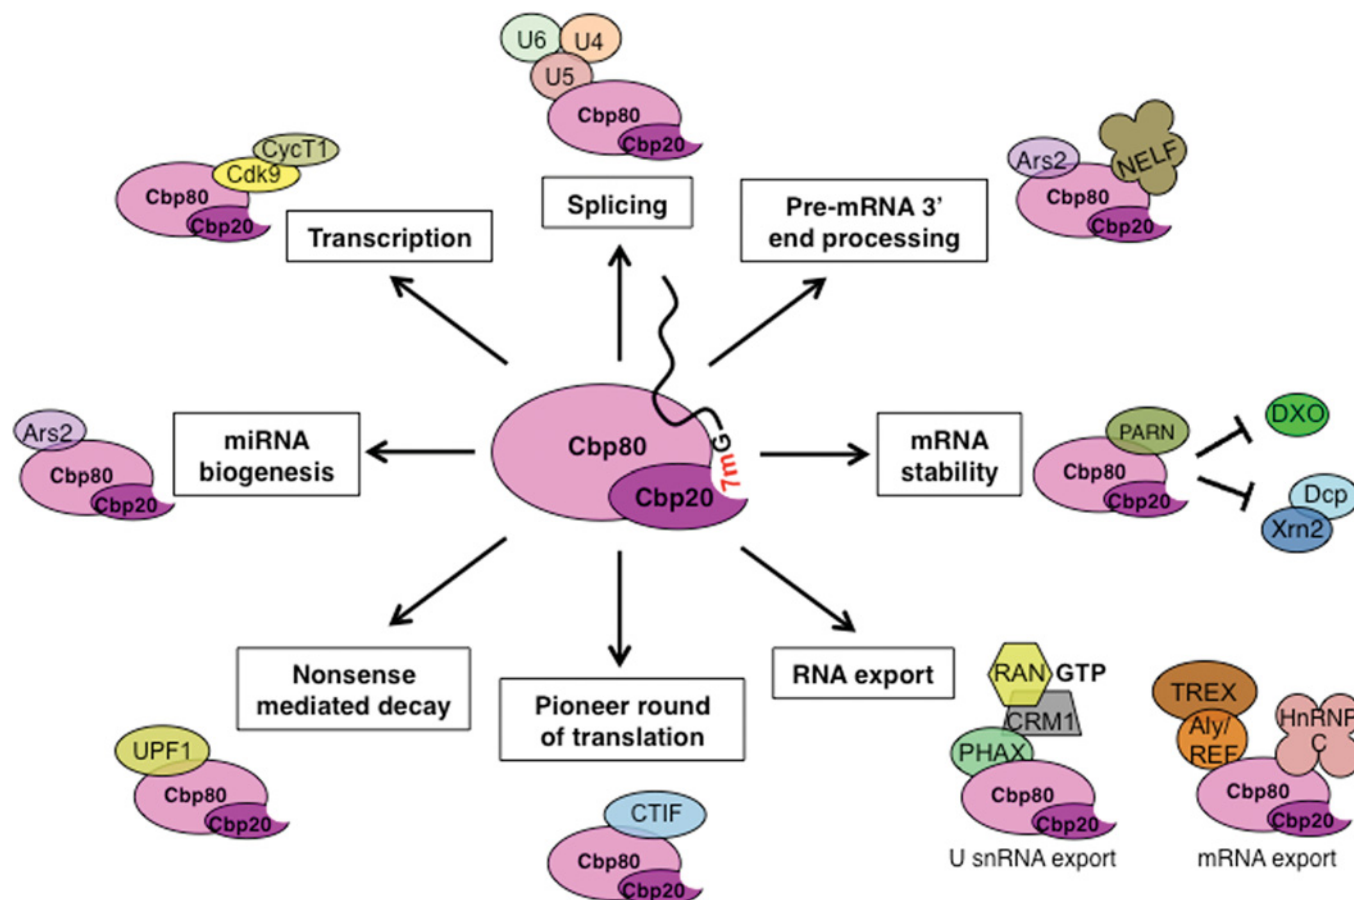 U6
U4
U5
Cbp80
Cbp20
Splicing
CycT1
Cdk9
Cbp80
Cbp20
Transcription
Pre-mRNA 3’
end processing
Ars2
NELF
Cbp80
Cbp20
Ars2
Cbp80
Cbp20
miRNA
biogenesis
Cbp80
Cbp20
7mG
mRNA
stability
PARN
Cbp80
Cbp20
DXO
Dcp
Xrn2
Nonsense
mediated decay
UPF1
Cbp80
Cbp20
Pioneer round
of translation
CTIF
Cbp80
Cbp20
RNA export
RAN GTP
CRM1
PHAX
Cbp80
Cbp20
U snRNA export
TREX
Aly/
REF
HnRNP
C
Cbp80
Cbp20
mRNA export